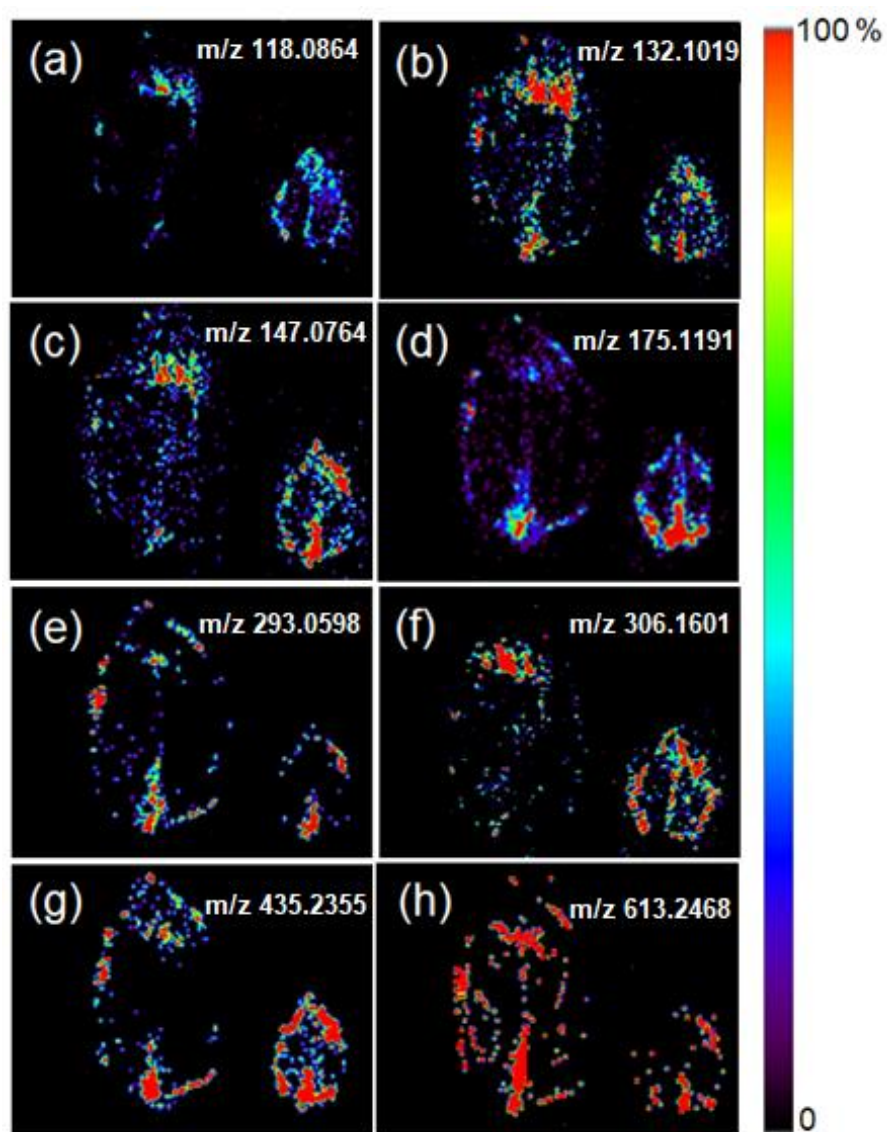 (a) m/z 118.0864
(b) m/z 132.1019
100 %
(c) m/z 147.0764
(d) m/z 175.1191
(e) m/z 293.0598
(f) m/z 306.1601
(g) m/z 435.2355
(h) m/z 613.2468
0